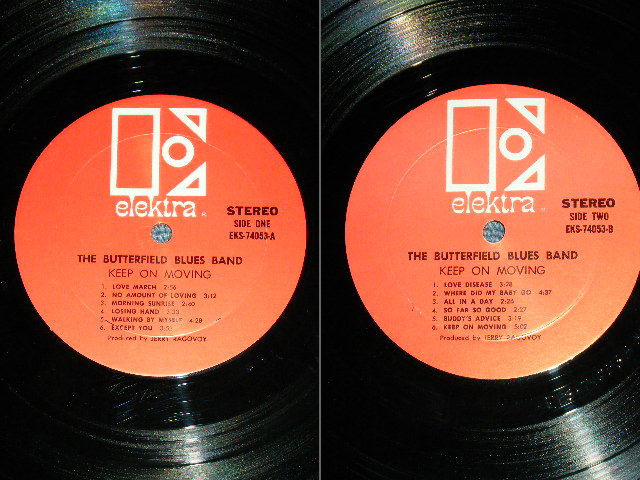 elektra
STEREO
SIDE ONE
EKS-74053-A
THE BUTTERFIELD BLUES BAND
KEEP ON MOVING
1. LOVE MARCH 2:56
2. NO AMOUNT OF LOVING 3:12
3. MORNING SUNRISE 2:40
4. LOSING HAND 3:33
5. WALKING BY MYSELF 4:28
6. EXCEPT YOU 3:53
Produced by JERRY RAGOVOY
elektra
STEREO
SIDE TWO
EKS-74053-B
THE BUTTERFIELD BLUES BAND
KEEP ON MOVING
1. LOVE DISEASE 3:28
2. WHERE DID MY BABY GO 4:37
3. ALL IN A DAY 2:26
4. SO FAR SO GOOD 2:27
5. BUDDY'S ADVICE 3:19
6. KEEP ON MOVING 5:02
Produced by JERRY RAGOVOY